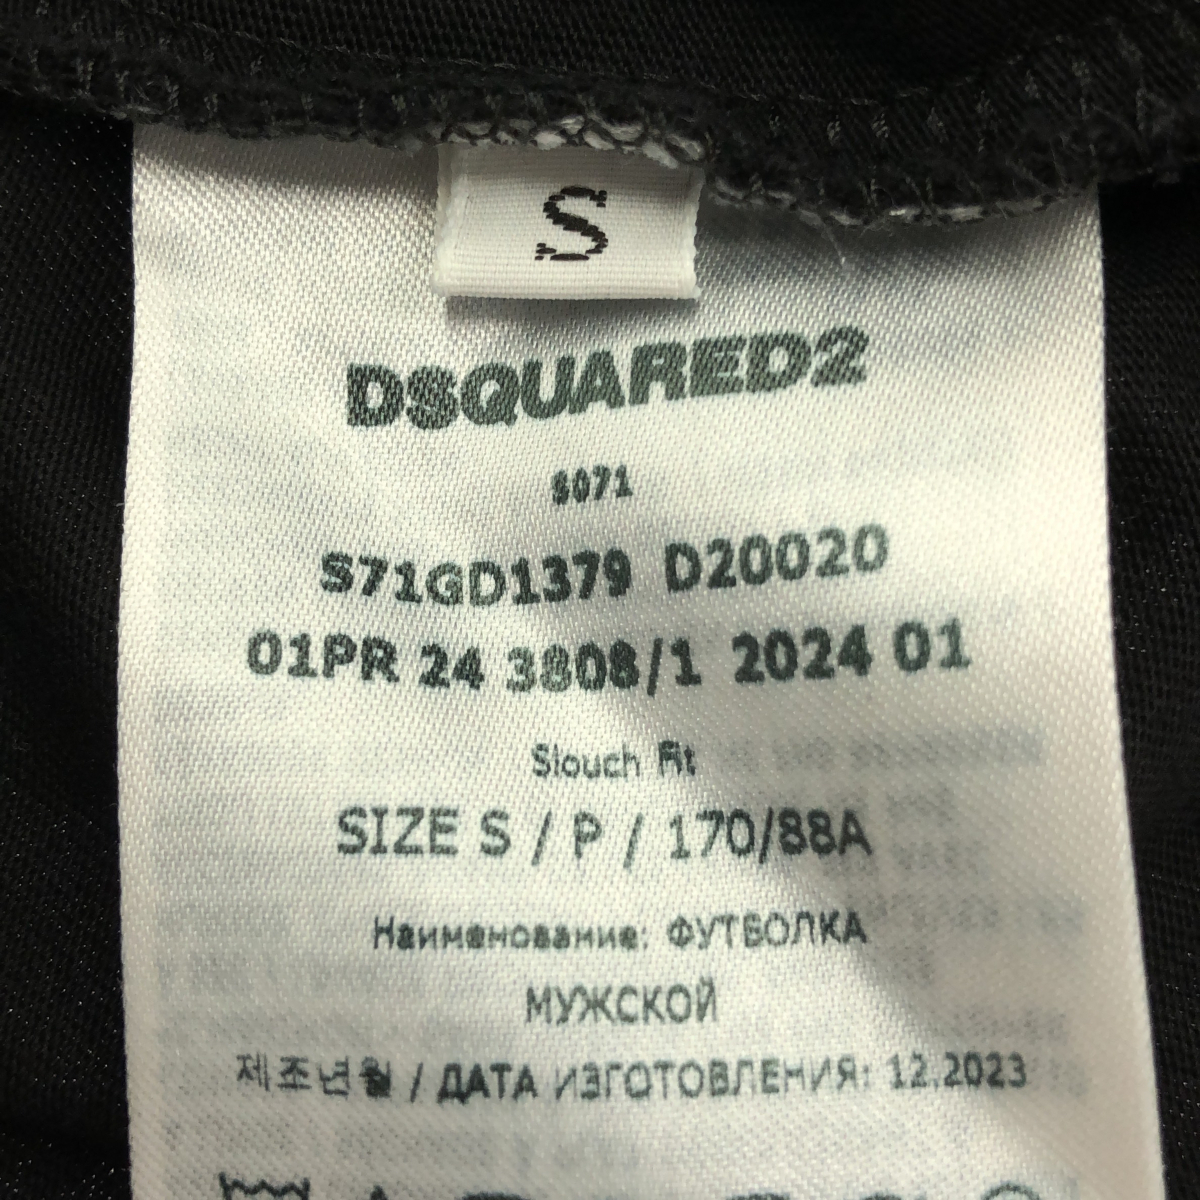 S
DSQUARED2
S071
S71GD1379 D20020
01PR 24 3808/1 2024 01
Slouch Fit
SIZE S / P / 170/88A
Наименование: ФУТБОЛКА
МУЖСКОЙ
제조년월 / ДАТА ИЗГОТОВЛЕНИЯ: 12.2023